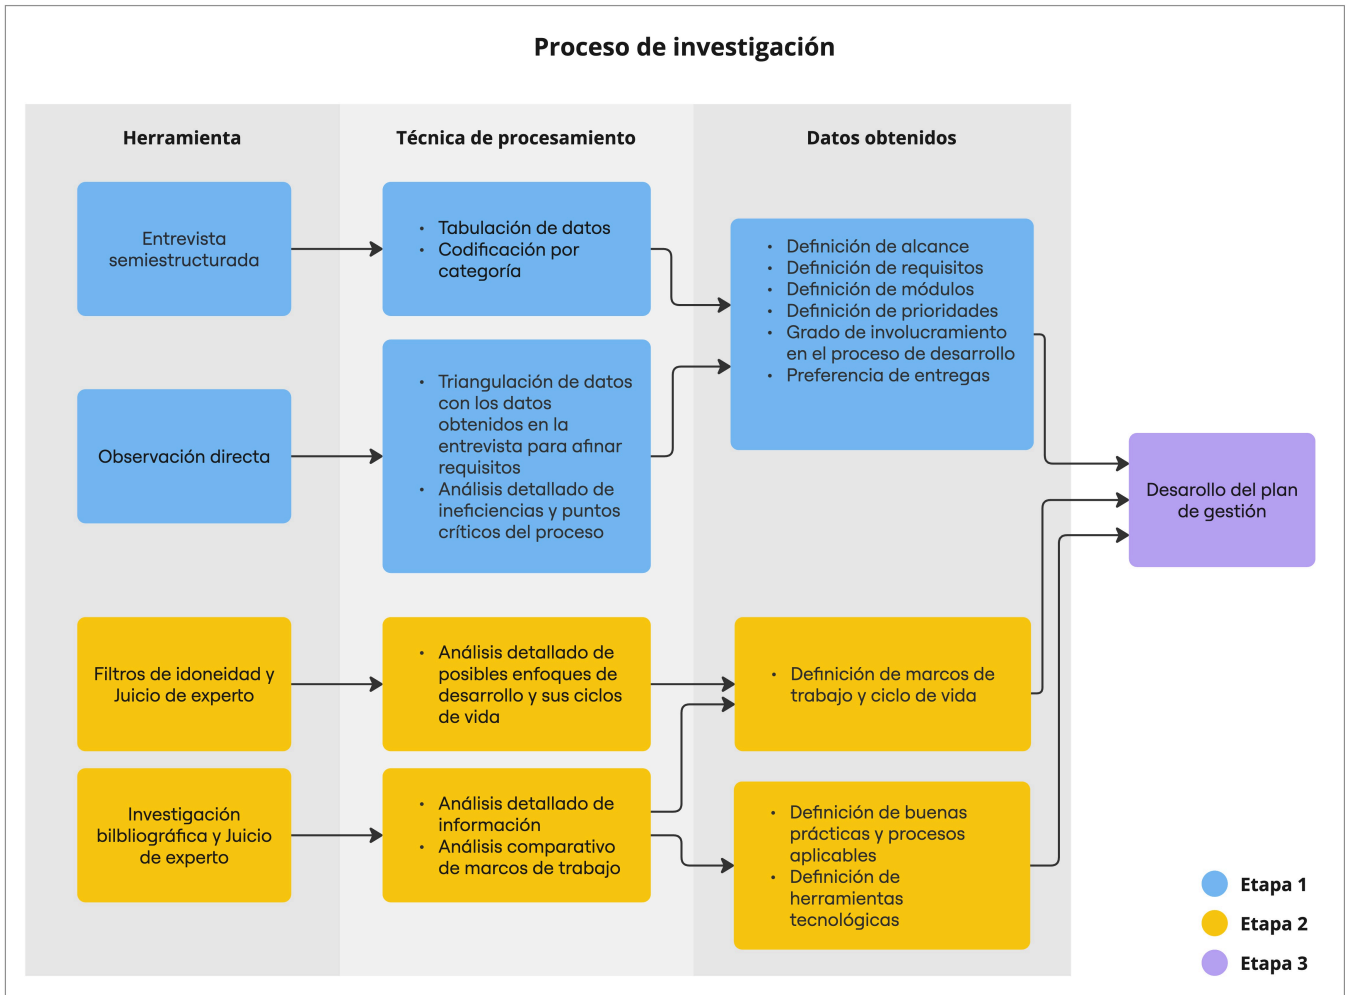 Proceso de investigación
Herramienta
Técnica de procesamiento
Datos obtenidos
Entrevista
semiestructurada
• Tabulación de datos
• Codificación por
categoría
• Definición de alcance
• Definición de requisitos
• Definición de módulos
• Definición de prioridades
• Grado de involucramiento
en el proceso de desarrollo
• Preferencia de entregas
Observación directa
• Triangulación de datos
con los datos
obtenidos en la
entrevista para afinar
requisitos
• Análisis detallado de
ineficiencias y puntos
críticos del proceso
Desarollo del plan
de gestión
Filtros de idoneidad y
Juicio de experto
• Análisis detallado de
posibles enfoques de
desarrollo y sus ciclos
de vida
• Definición de marcos de
trabajo y ciclo de vida
Investigación
bilbliográfica y Juicio
de experto
• Análisis detallado de
información
• Análisis comparativo
de marcos de trabajo
• Definición de buenas
prácticas y procesos
aplicables
• Definición de
herramientas
tecnológicas
Etapa 1
Etapa 2
Etapa 3